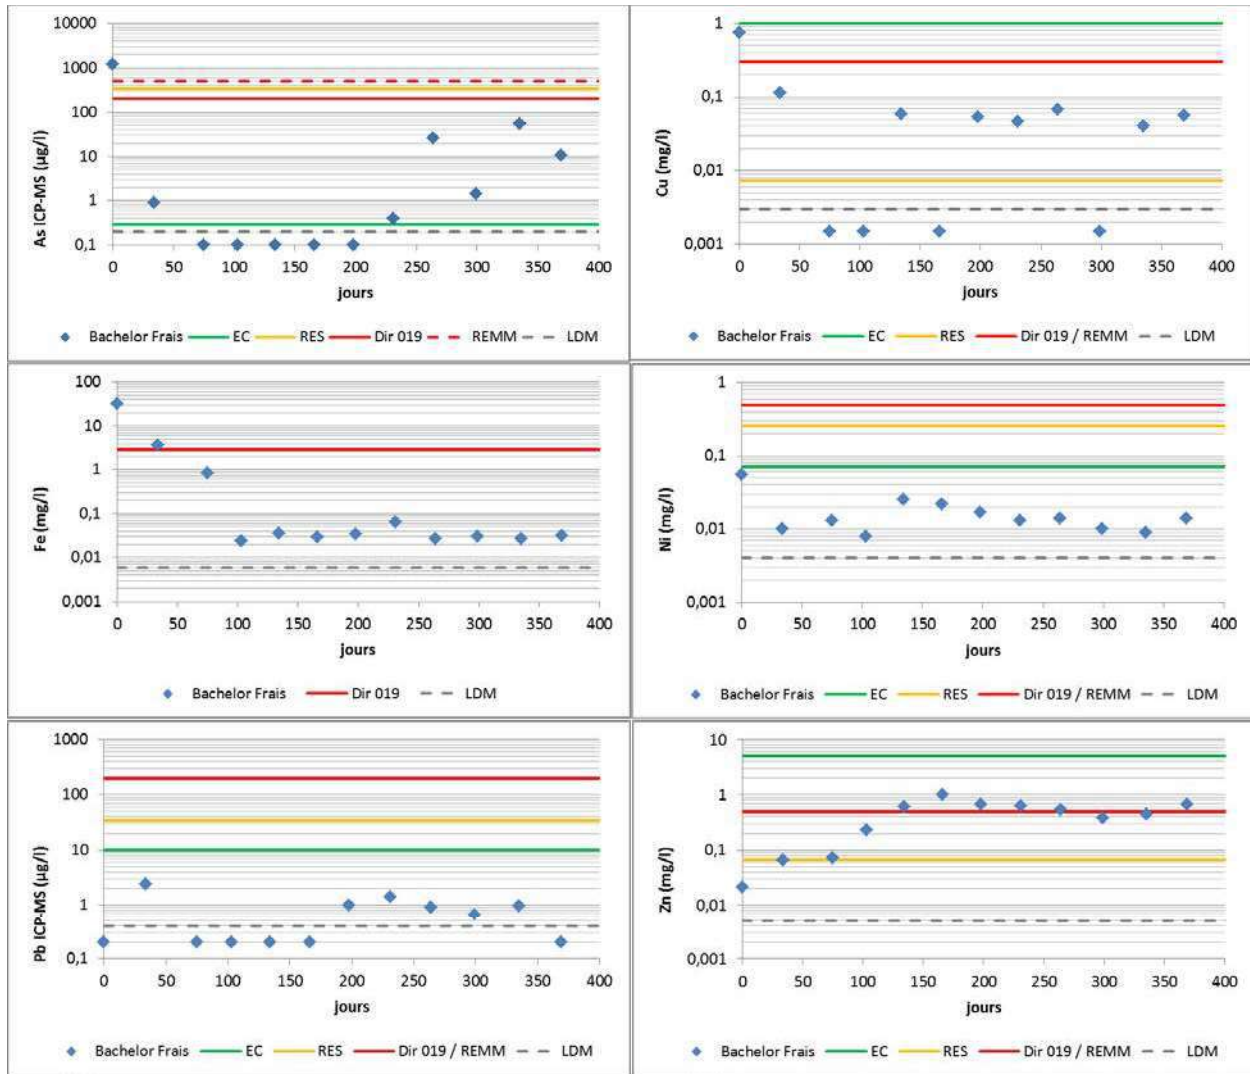 As ICP-MS (µg/l)
10000
1000
100
10
1
0,1
0 50 100 150 200 250 300 350 400
jours
Bachelor Frais EC RES Dir 019 REMM LDM
Cu (mg/l)
1
0,1
0,01
0,001
0 50 100 150 200 250 300 350 400
jours
Bachelor Frais EC RES Dir 019 / REMM LDM
Fe (mg/l)
100
10
1
0,1
0,01
0,001
0 50 100 150 200 250 300 350 400
jours
Bachelor Frais Dir 019 LDM
Ni (mg/l)
1
0,1
0,01
0,001
0 50 100 150 200 250 300 350 400
jours
Bachelor Frais EC RES Dir 019 / REMM LDM
Pb ICP-MS (µg/l)
1000
100
10
1
0,1
0 50 100 150 200 250 300 350 400
jours
Bachelor Frais EC RES Dir 019 / REMM LDM
Zn (mg/l)
10
1
0,1
0,01
0,001
0 50 100 150 200 250 300 350 400
jours
Bachelor Frais EC RES Dir 019 / REMM LDM